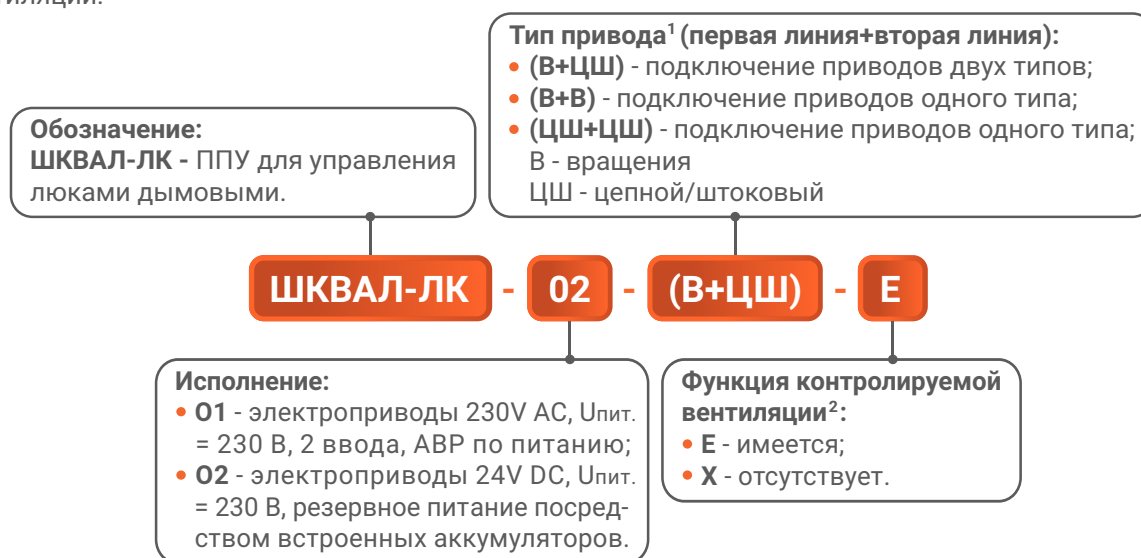 Тип привода¹ (первая линия+вторая линия):
• (В+ЦШ) - подключение приводов двух типов;
• (В+В) - подключение приводов одного типа;
• (ЦШ+ЦШ) - подключение приводов одного типа;
В - вращения
ЦШ - цепной/штоковый
Обозначение:
ШКВАЛ-ЛК - ППУ для управления
люками дымовыми.
ШКВАЛ-ЛК - 02 - (В+ЦШ) - Е
Исполнение:
• 01 - электроприводы 230V AC, Uпит.
= 230 В, 2 ввода, АВР по питанию;
• 02 - электроприводы 24V DC, Uпит.
= 230 В, резервное питание посред-
ством встроенных аккумуляторов.
Функция контролируемой
вентиляции²:
• Е - имеется;
• Х - отсутствует.